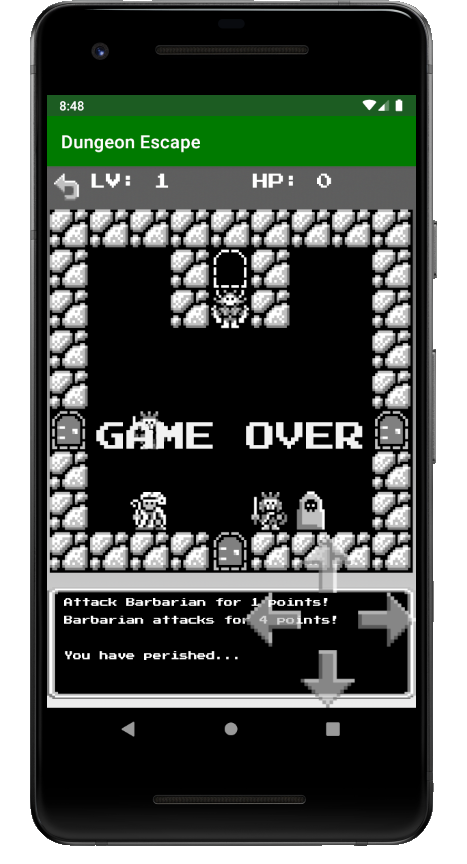 8:48
Dungeon Escape
LV: 1 HP: 0
GAME OVER
Attack Barbarian for 1 points!
Barbarian attacks for 4 points!
You have perished...